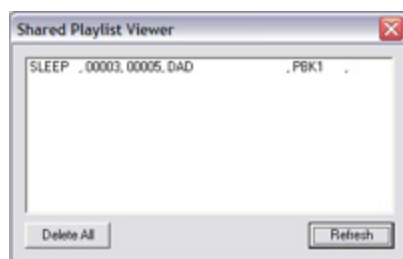 Shared Playlist Viewer
SLEEP , 00003, 00005, DAD , PBK1 ,
Delete All
Refresh